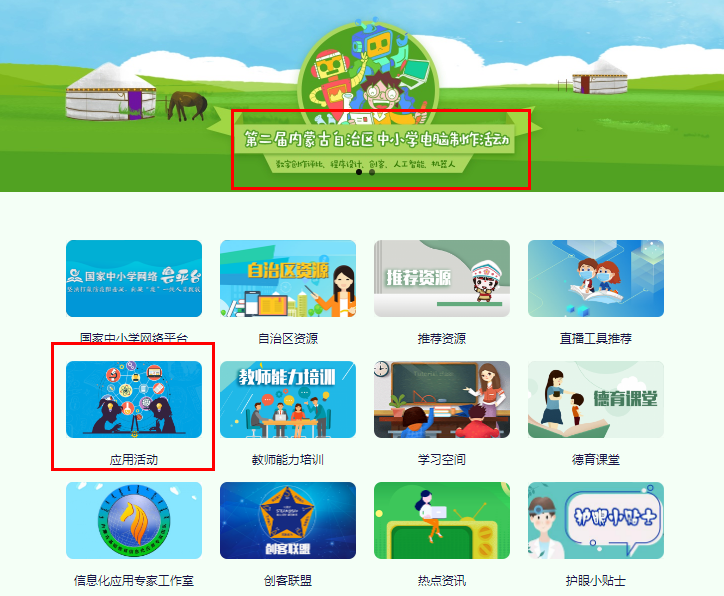 第二届内蒙古自治区中小学电脑制作活动
数字创作评比、程序设计、创客、人工智能、机器人
国家中小学网络云平台
自治区资源
推荐资源
国家中小学网络平台
自治区资源
推荐资源
直播工具推荐
教师能力培训
德育课堂
应用活动
教师能力培训
学习空间
德育课堂
创客联盟
护眼小贴士
信息化应用专家工作室
创客联盟
热点资讯
护眼小贴士